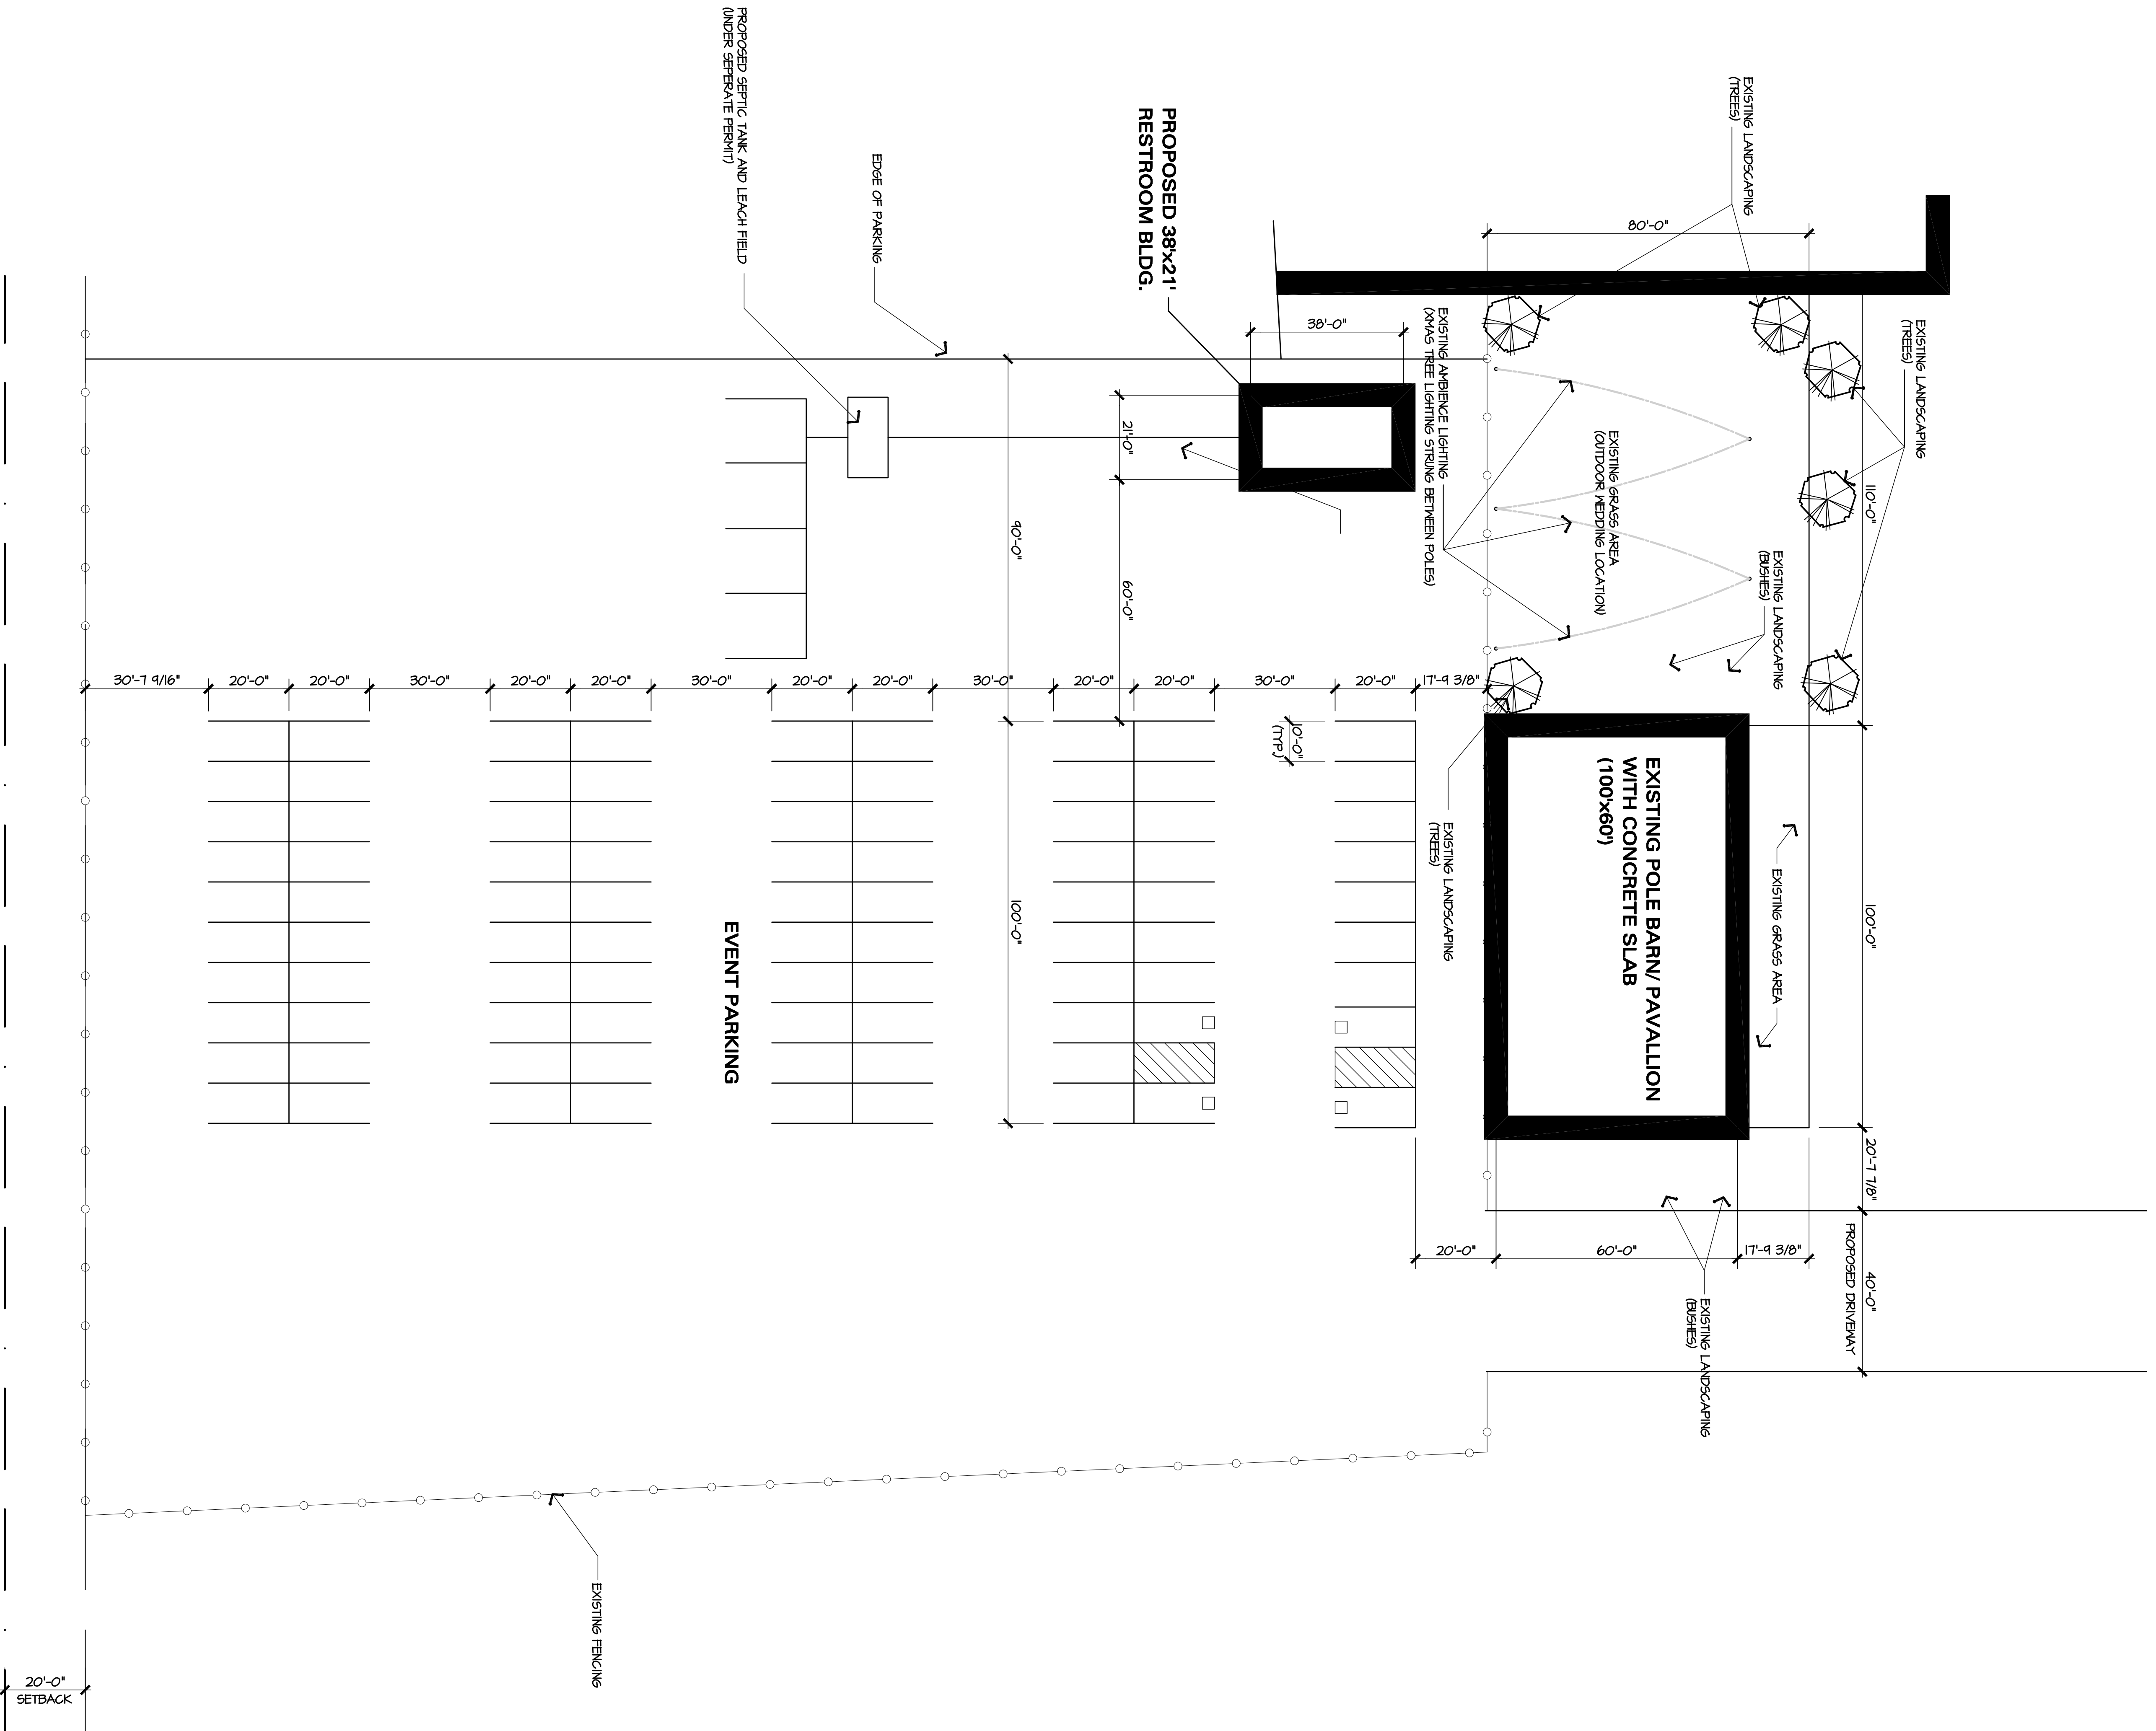 PROPOSED SEPTIC TANK AND LEACH FIELD
(UNDER SEPERATE PERMIT)
EDGE OF PARKING
PROPOSED 38'x21'
RESTROOM BLDG.
EXISTING LANDSCAPING
(TREES)
80'-0"
EXISTING LANDSCAPING
(TREES)
38'-0"
EXISTING AMBIENCE LIGHTING
(XMAS TREE LIGHTING STRUNG BETWEEN POLES)
21'-0"
EXISTING GRASS AREA
(OUTDOOR WEDDING LOCATION)
110'-0"
90'-0"
60'-0"
EXISTING LANDSCAPING
(BUSHES)
30'-7 9/16"
20'-0"
20'-0"
30'-0"
20'-0"
20'-0"
30'-0"
20'-0"
20'-0"
30'-0"
20'-0"
20'-0"
30'-0"
20'-0"
17'-9 3/8"
10'-0"
(TYP.)
EXISTING POLE BARN/ PAVALLION
WITH CONCRETE SLAB
(100'x60')
EXISTING LANDSCAPING
(TREES)
EXISTING GRASS AREA
100'-0"
100'-0"
EVENT PARKING
20'-7 7/8"
20'-0"
60'-0"
17'-9 3/8"
40'-0"
PROPOSED DRIVEWAY
EXISTING LANDSCAPING
(BUSHES)
EXISTING FENCING
20'-0"
SETBACK